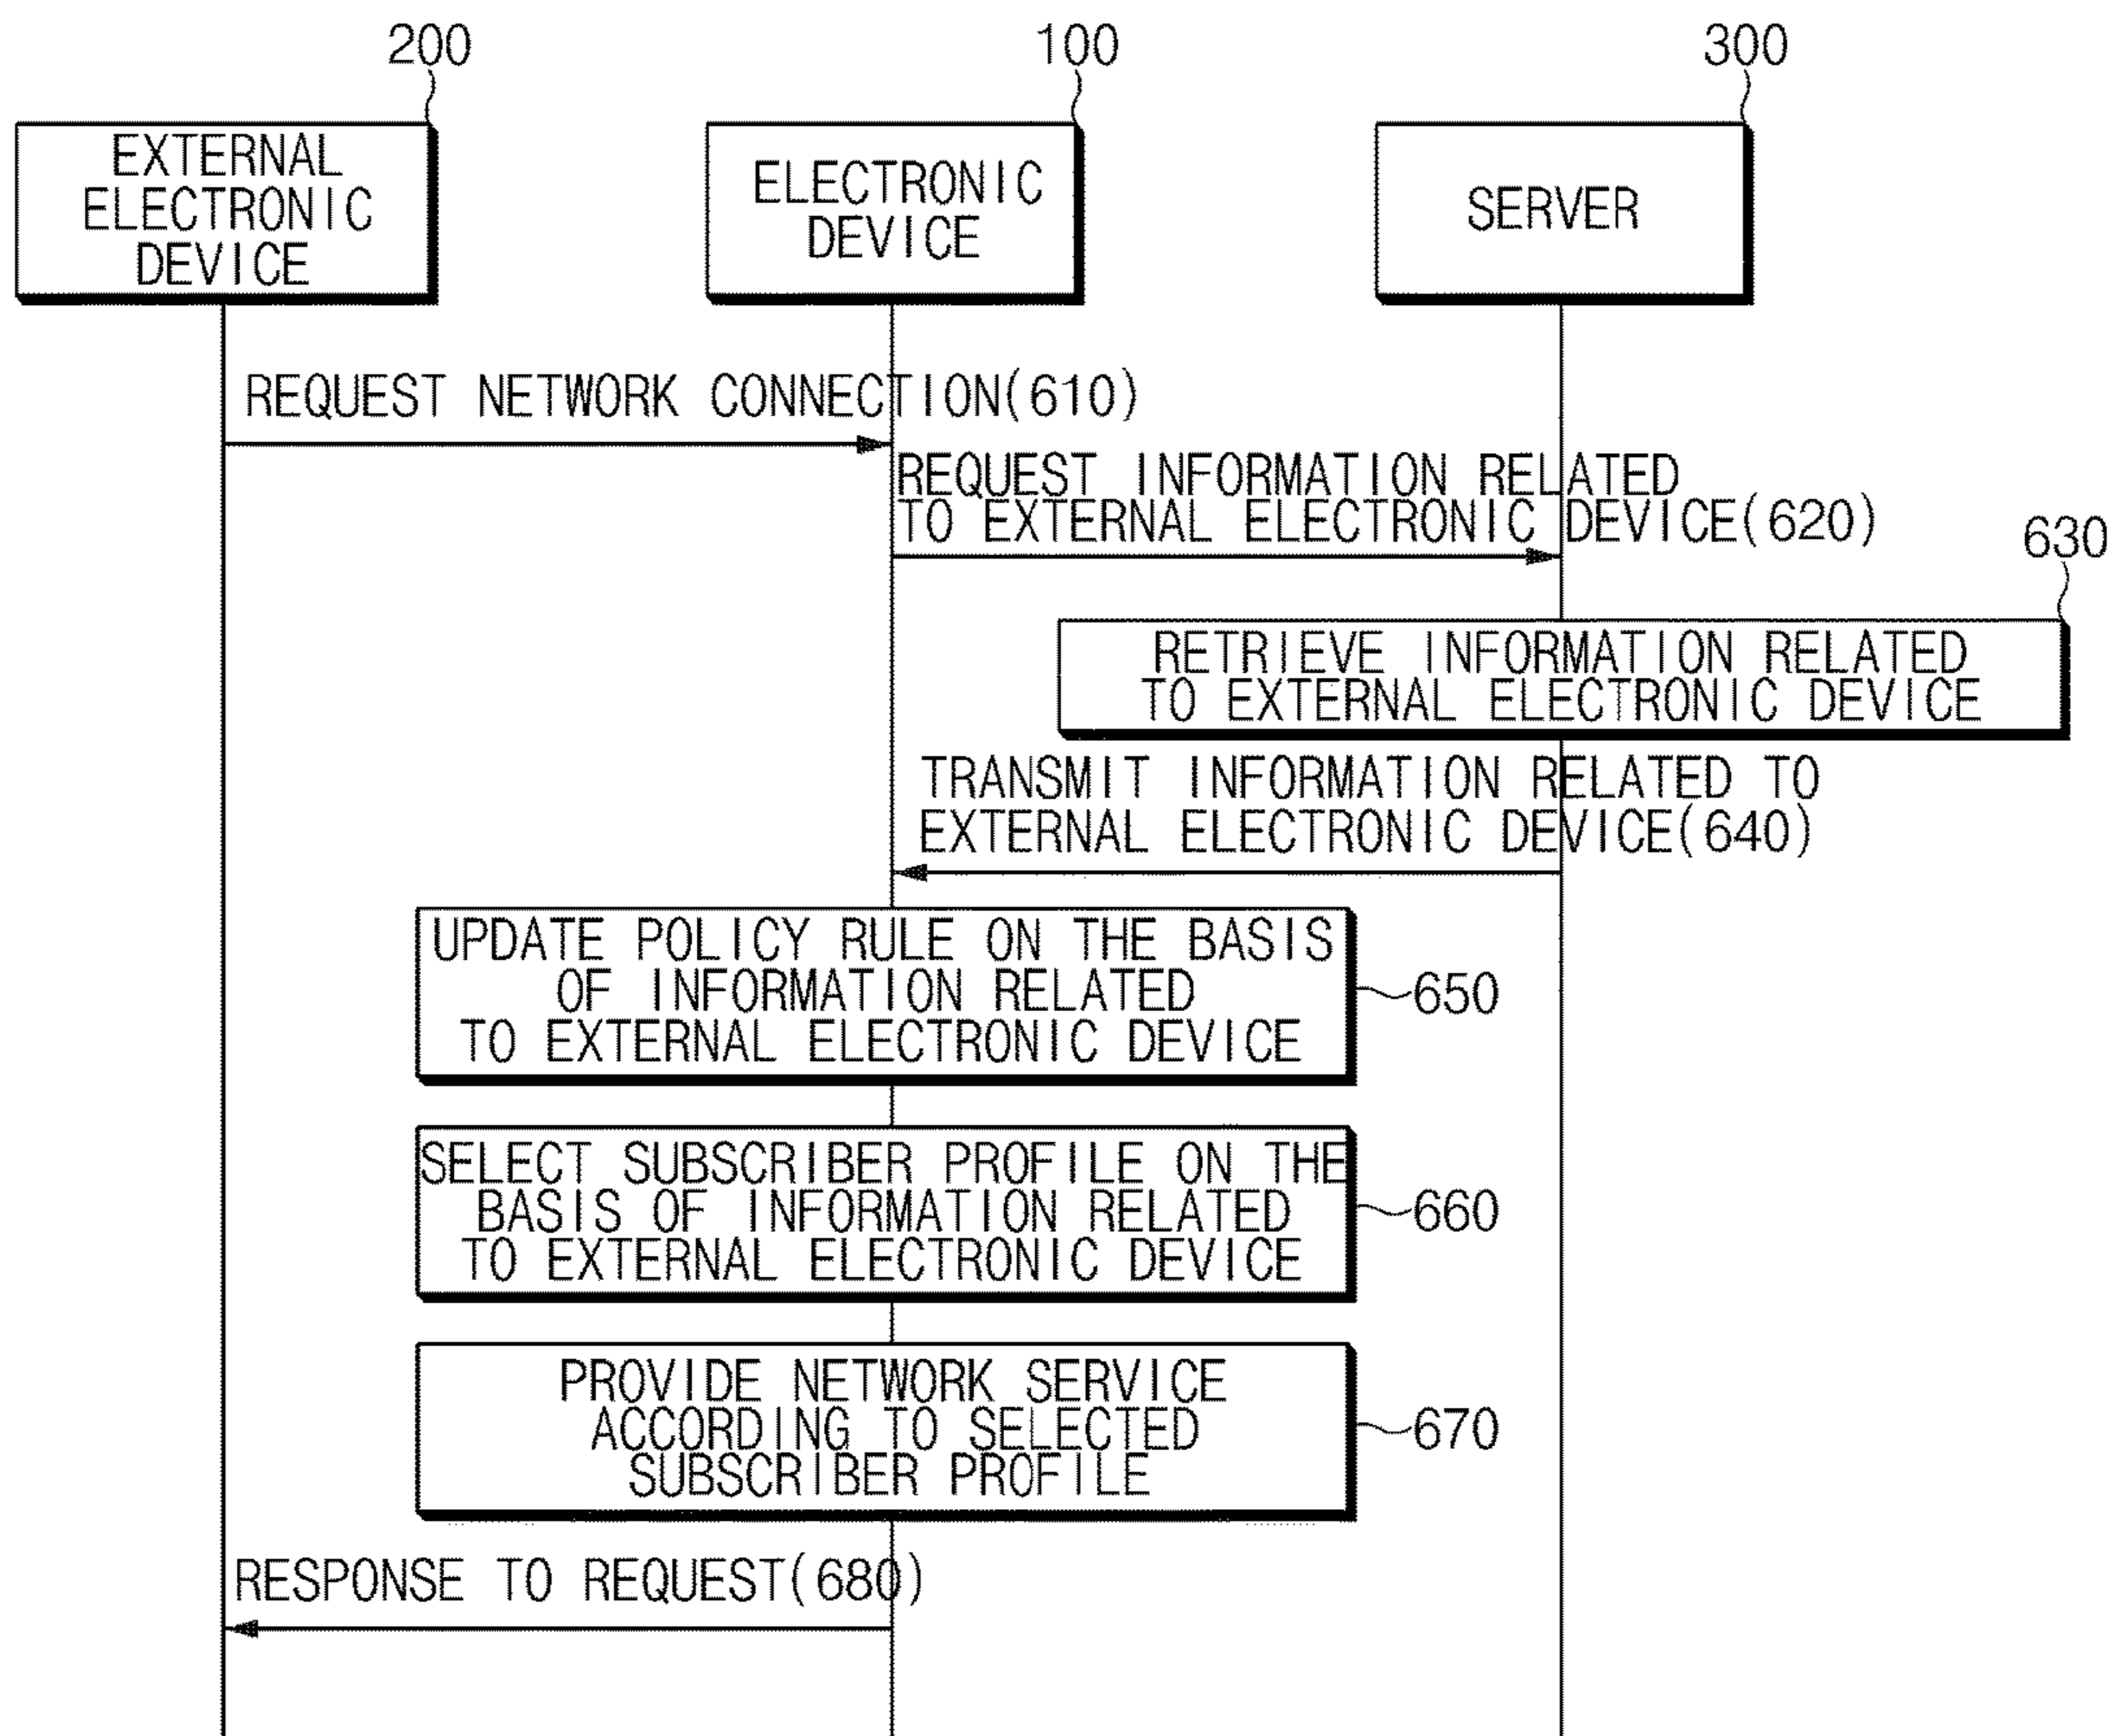 200
100
300
EXTERNAL
ELECTRONIC
DEVICE
ELECTRONIC
DEVICE
SERVER
REQUEST NETWORK CONNECTION(610)
REQUEST INFORMATION RELATED
TO EXTERNAL ELECTRONIC DEVICE(620)
630
RETRIEVE INFORMATION RELATED
TO EXTERNAL ELECTRONIC DEVICE
TRANSMIT INFORMATION RELATED TO
EXTERNAL ELECTRONIC DEVICE(640)
UPDATE POLICY RULE ON THE BASIS
OF INFORMATION RELATED
TO EXTERNAL ELECTRONIC DEVICE
650
SELECT SUBSCRIBER PROFILE ON THE
BASIS OF INFORMATION RELATED
TO EXTERNAL ELECTRONIC DEVICE
660
PROVIDE NETWORK SERVICE
ACCORDING TO SELECTED
SUBSCRIBER PROFILE
670
RESPONSE TO REQUEST(680)